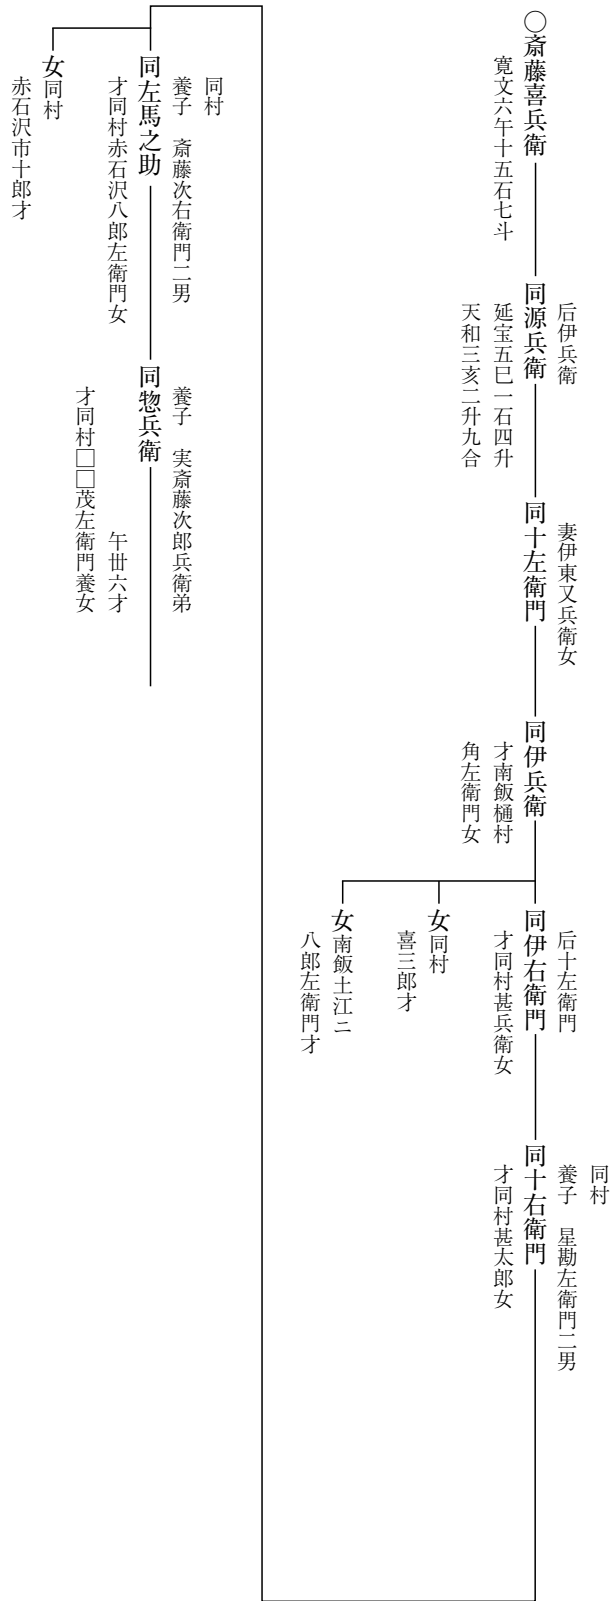 ○斎藤喜兵衛
寛文六午十五石七斗
后伊兵衛
同源兵衛
延宝五巳一石四升
天和三亥二升九合
妻伊東又兵衛女
同十左衛門
同伊兵衛
才南飯樋村
角左衛門女
后十左衛門
同伊右衛門
才同村甚兵衛女
女同村
喜三郎才
女南飯土江ニ
八郎左衛門才
同村
養子　星勘左衛門二男
同十右衛門
才同村甚太郎女
同村
養子　斎藤次右衛門二男
同左馬之助
才同村赤石沢八郎左衛門女
女同村
赤石沢市十郎才
養子　実斎藤次郎兵衛弟
同惣兵衛
午丗六才
才同村□□茂左衛門養女